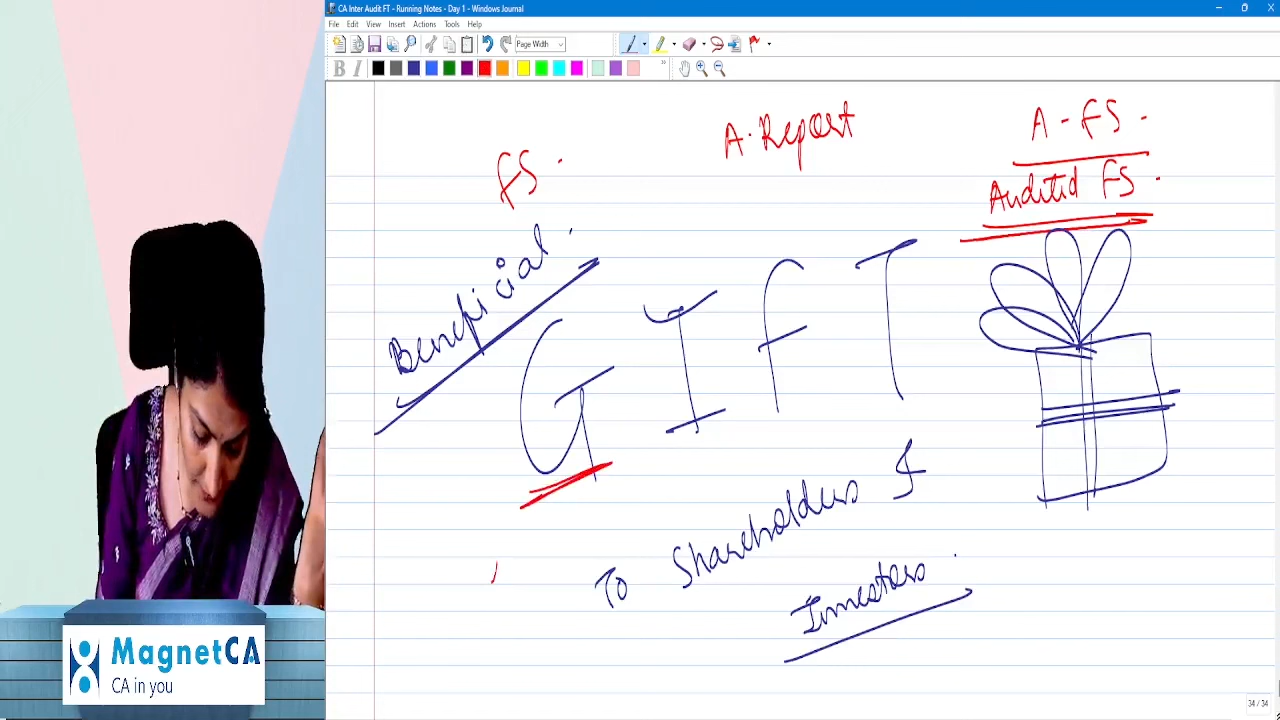 CA Inter Audit FT - Running Notes - Day 1 - Windows Journal
File Edit View Insert Actions Tools Help
Page Width
B I
FS.
A. Report
A - FS.
Audited FS.
Beneficial.
GIFT
To Shareholders &
Investors.
MagnetCA
CA in you
34 / 34